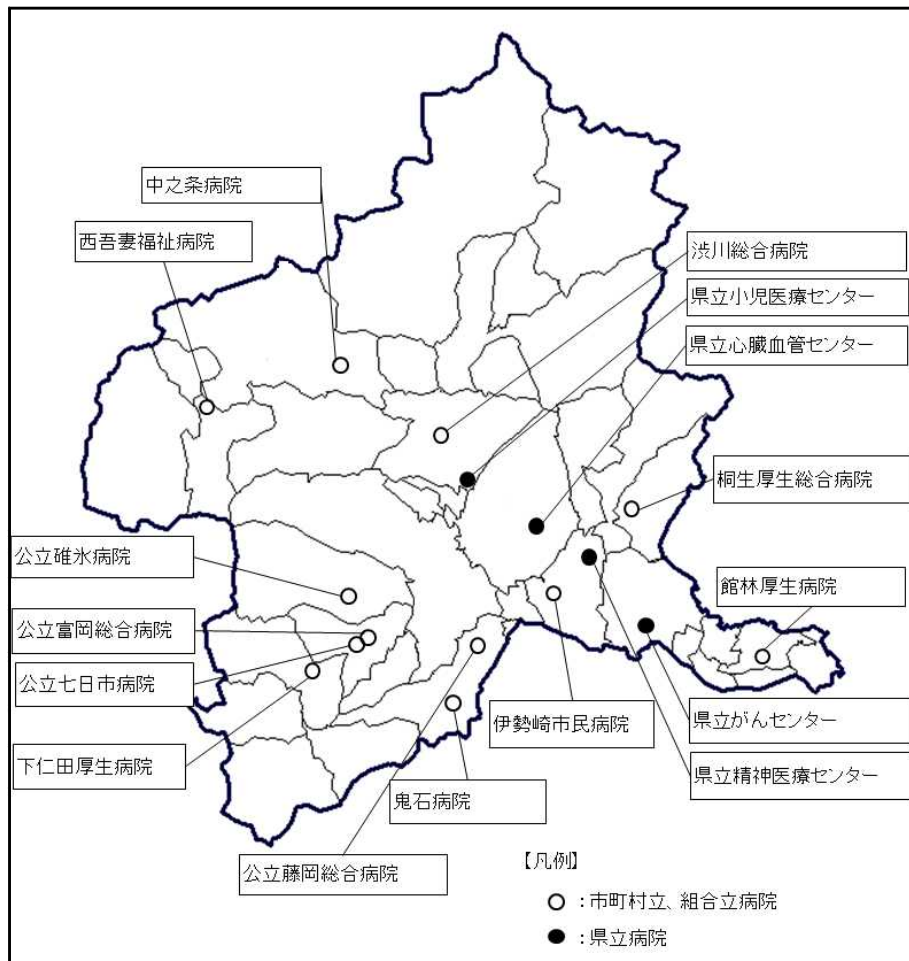 中之条病院
西吾妻福祉病院
渋川総合病院
県立小児医療センター
県立心臓血管センター
桐生厚生総合病院
公立碓氷病院
館林厚生病院
公立富岡総合病院
公立七日市病院
伊勢崎市民病院
県立がんセンター
下仁田厚生病院
県立精神医療センター
鬼石病院
公立藤岡総合病院
【凡例】
○ : 市町村立、組合立病院
● : 県立病院